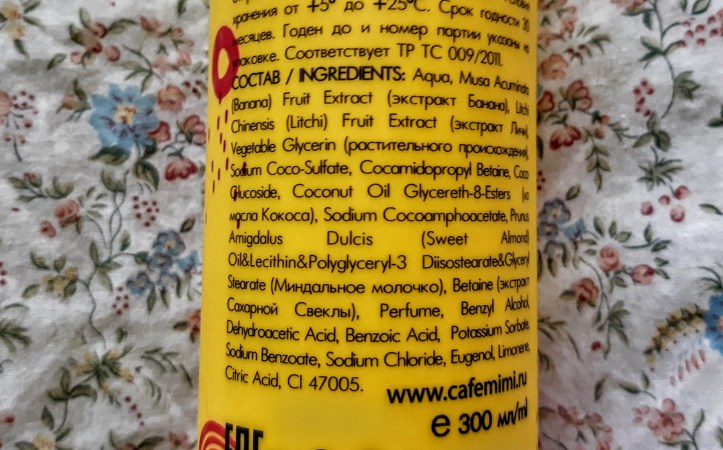 хранения от +5° до +25°C. Срок годности 30
месяцев. Годен до и номер партии указаны на
упаковке. Соответствует ТР ТС 009/2011.
СОСТАВ / INGREDIENTS: Aqua, Musa Acuminata
(Banana) Fruit Extract (экстракт Банана), Litchi
Chinensis (Litchi) Fruit Extract (экстракт Личи),
Vegetable Glycerin (растительного происхождения),
Sodium Coco-Sulfate, Cocamidopropyl Betaine, Coco
Glucoside, Coconut Oil Glycereth-8-Esters (из
масла Кокоса), Sodium Cocoamphoacetate, Prunus
Amigdalus Dulcis (Sweet Almond)
Oil&Lecithin&Polyglyceryl-3 Diisostearate&Glyceryl
Stearate (Миндальное молочко), Betaine (экстракт
Сахарной Свеклы), Perfume, Benzyl Alcohol,
Dehydroacetic Acid, Benzoic Acid, Potassium Sorbate,
Sodium Benzoate, Sodium Chloride, Eugenol, Limonene,
Citric Acid, CI 47005.
www.cafemimi.ru
e 300 мл/ml